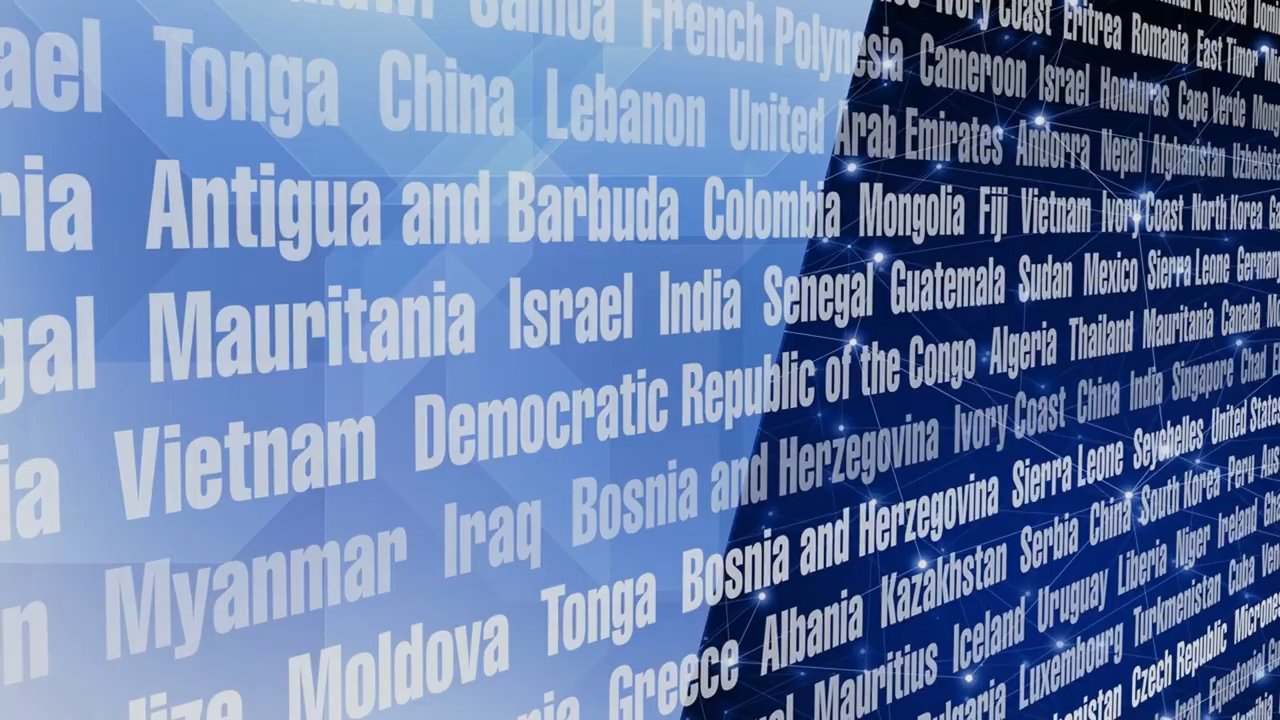 Samoa French Polynesia Ivory Coast Eritrea Romania East Timor
Tonga China Lebanon United Arab Emirates Cameroon Israel Honduras Cape Verde
Antigua and Barbuda Colombia Mongolia Fiji Vietnam Andorra Nepal Afghanistan
Mauritania Israel India Senegal Guatemala Sudan Mexico Ivory Coast North Korea
Vietnam Democratic Republic of the Congo Algeria Thailand Sierra Leone
Myanmar Iraq Bosnia and Herzegovina Ivory Coast China India Mauritania Canada
Moldova Tonga Bosnia and Herzegovina Sierra Leone Seychelles Singapore Chad
Greece Albania Kazakhstan Serbia China South Korea Peru
Mauritius Iceland Uruguay Liberia Niger Ireland
Luxembourg Turkmenistan Cuba
Czech Republic
Iran